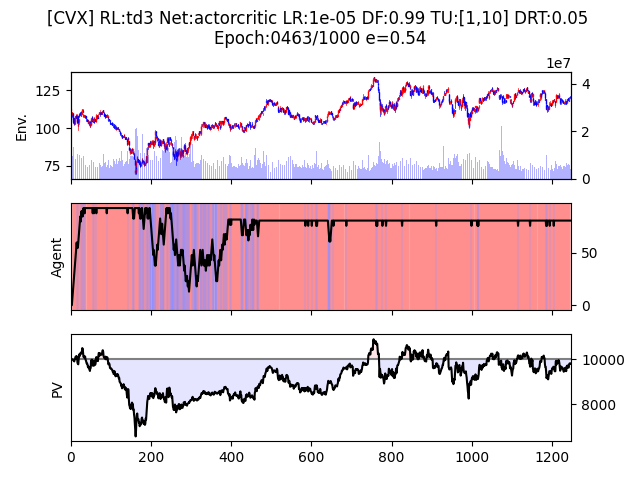 [CVX] RL:td3 Net:actorcritic LR:1e-05 DF:0.99 TU:[1,10] DRT:0.05
Epoch:0463/1000 e=0.54
1e7
125
100
75
Env.
4
2
0
Agent
50
0
PV
10000
8000
0 200 400 600 800 1000 1200